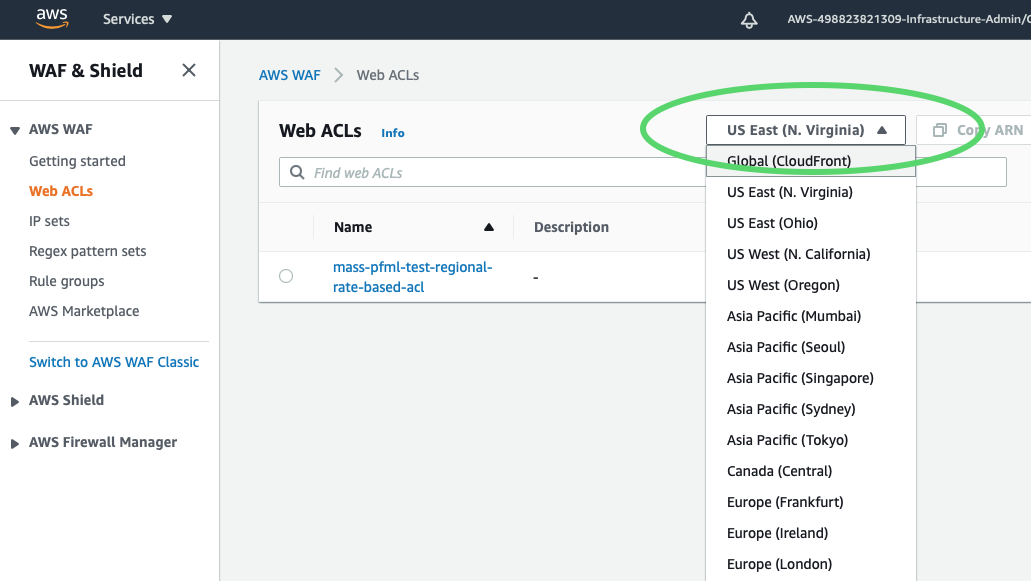 aws
Services
AWS-498823821309-Infrastructure-Admin/
WAF & Shield
AWS WAF
Getting started
Web ACLs
IP sets
Regex pattern sets
Rule groups
AWS Marketplace
Switch to AWS WAF Classic
AWS Shield
AWS Firewall Manager
AWS WAF
Web ACLs
Web ACLs Info
US East (N. Virginia)
Copy ARN
Find web ACLs
Name
Description
mass-pfml-test-regional-
rate-based-acl
-
Global (CloudFront)
US East (N. Virginia)
US East (Ohio)
US West (N. California)
US West (Oregon)
Asia Pacific (Mumbai)
Asia Pacific (Seoul)
Asia Pacific (Singapore)
Asia Pacific (Sydney)
Asia Pacific (Tokyo)
Canada (Central)
Europe (Frankfurt)
Europe (Ireland)
Europe (London)